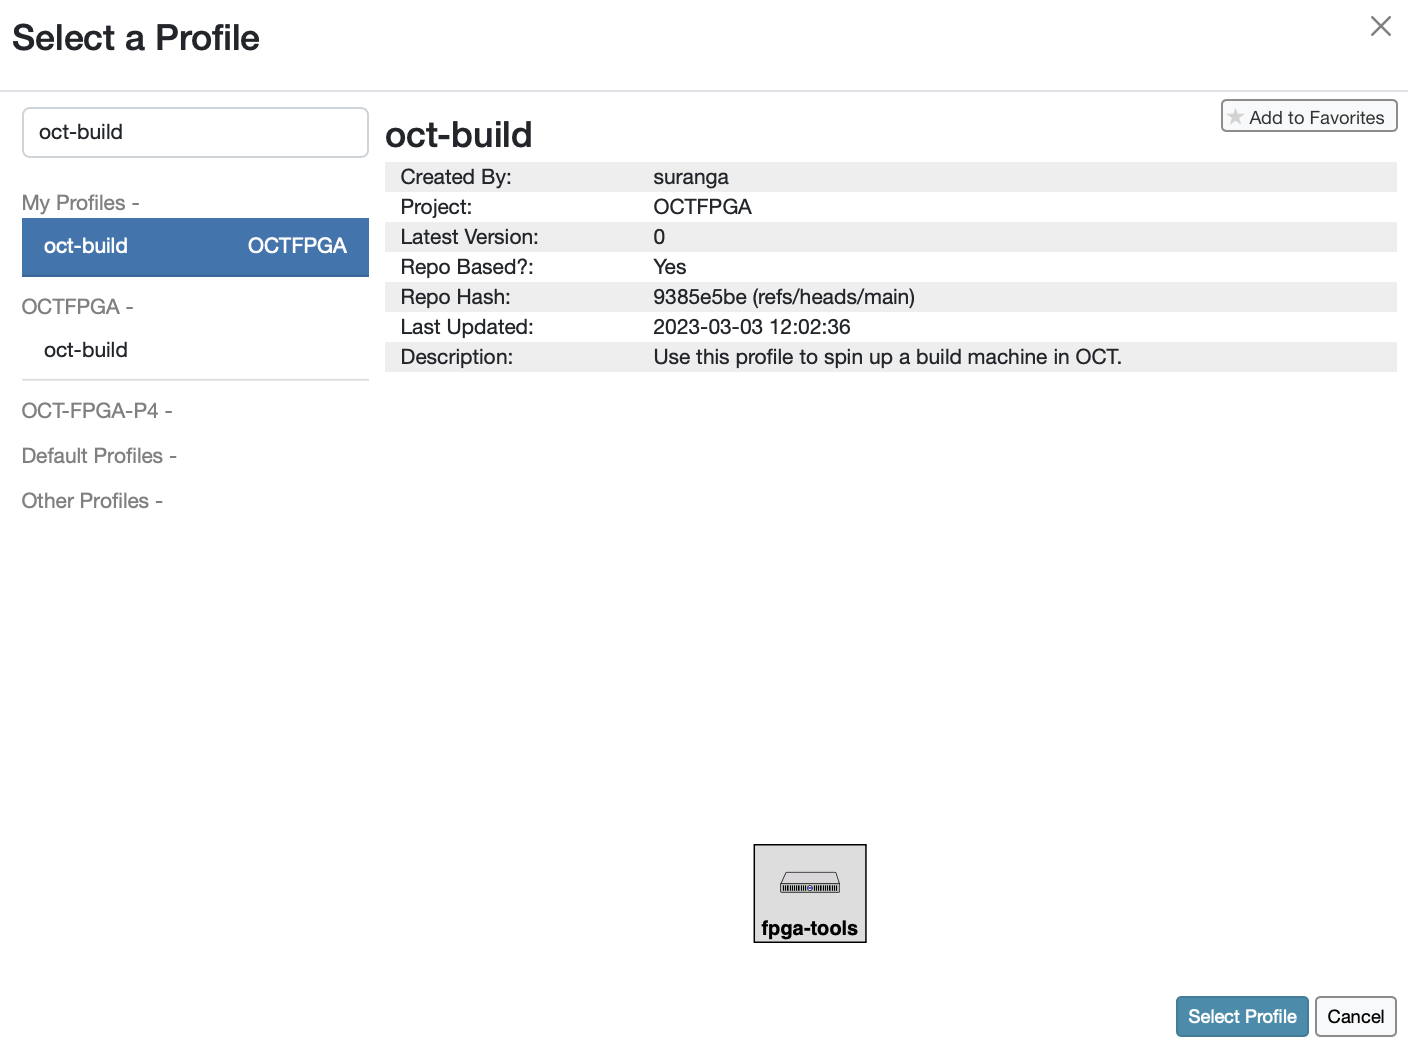 Select a Profile
oct-build
My Profiles -
oct-build OCTFPGA
OCTFPGA -
oct-build
OCT-FPGA-P4 -
Default Profiles -
Other Profiles -
Add to Favorites
oct-build
Created By: suranga
Project: OCTFPGA
Latest Version: 0
Repo Based?: Yes
Repo Hash: 9385e5be (refs/heads/main)
Last Updated: 2023-03-03 12:02:36
Description: Use this profile to spin up a build machine in OCT.
fpga-tools
Select Profile Cancel